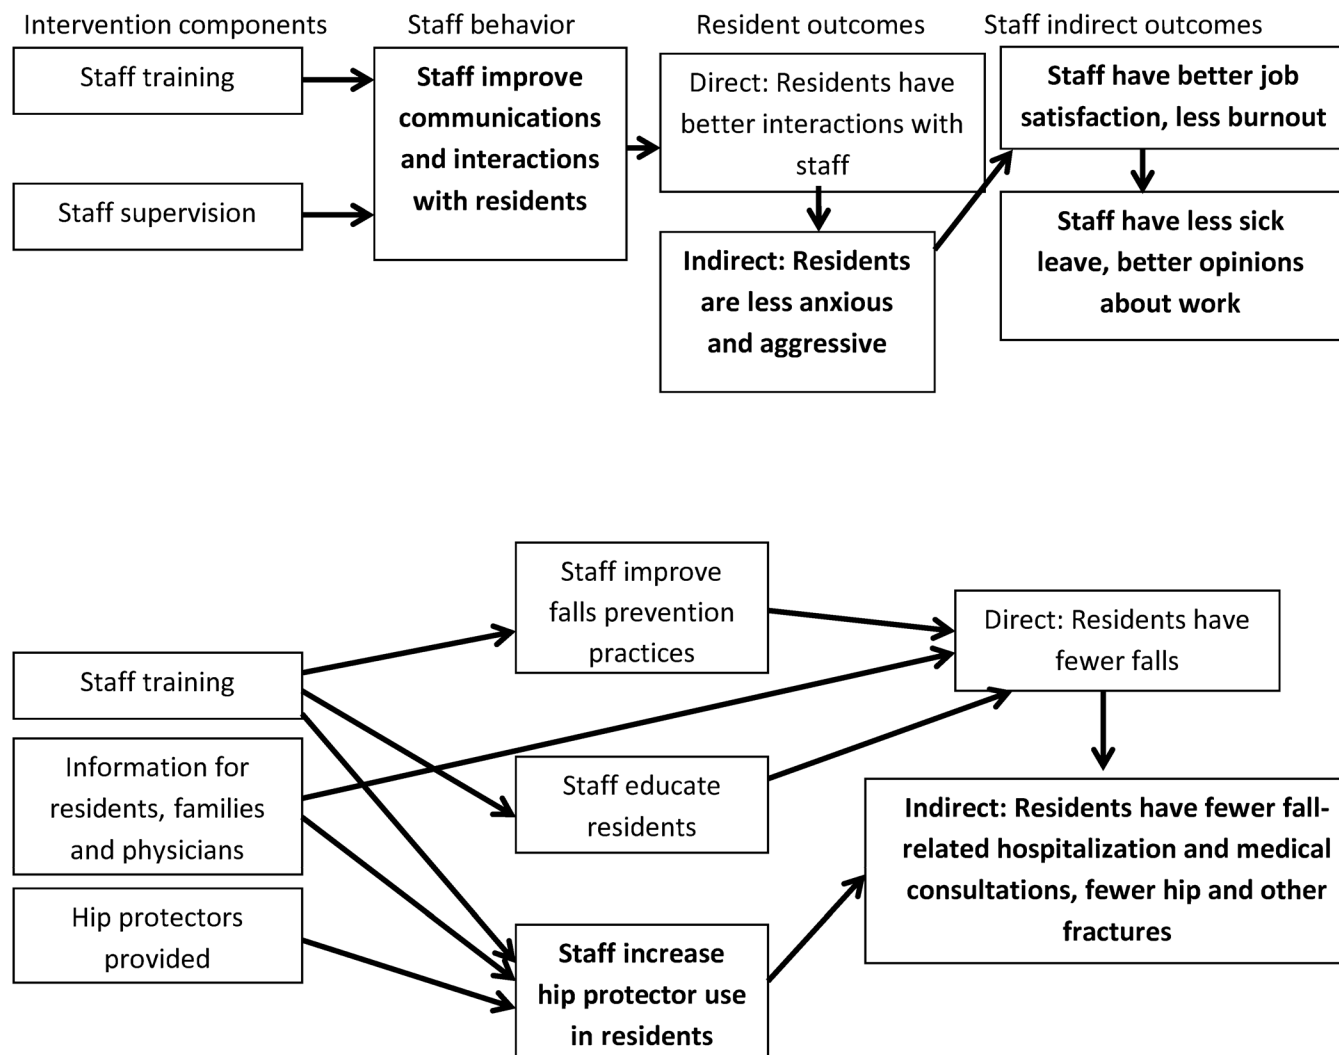 Intervention components
Staff behavior
Resident outcomes
Staff indirect outcomes
Staff training
Staff supervision
Staff improve
communications
and interactions
with residents
Direct: Residents have
better interactions with
staff
Indirect: Residents
are less anxious
and aggressive
Staff have better job
satisfaction, less burnout
Staff have less sick
leave, better opinions
about work
Staff training
Information for
residents, families
and physicians
Hip protectors
provided
Staff improve
falls prevention
practices
Staff educate
residents
Staff increase
hip protector use
in residents
Direct: Residents have
fewer falls
Indirect: Residents have fewer fall-
related hospitalization and medical
consultations, fewer hip and other
fractures